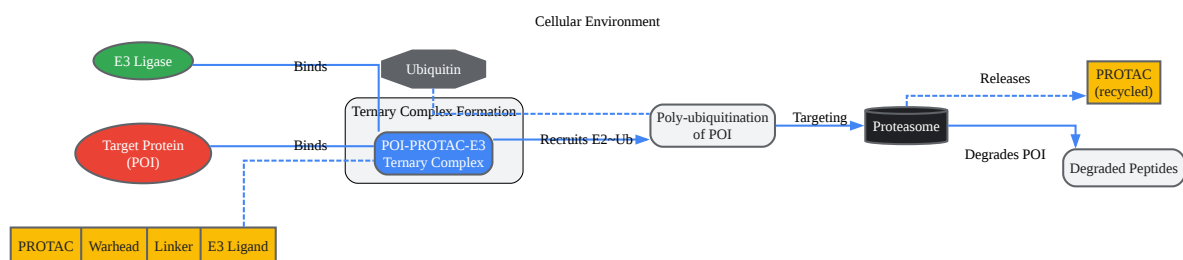 Cellular Environment
E3 Ligase
Binds
Ubiquitin
Releases
PROTAC
(recycled)
Ternary Complex Formation
Target Protein
(POI)
Binds
POI-PROTAC-E3
Ternary Complex
Recruits E2~Ub
Poly-ubiquitination
of POI
Targeting
Proteasome
Degrades POI
Degraded Peptides
PROTAC
Warhead
Linker
E3 Ligand